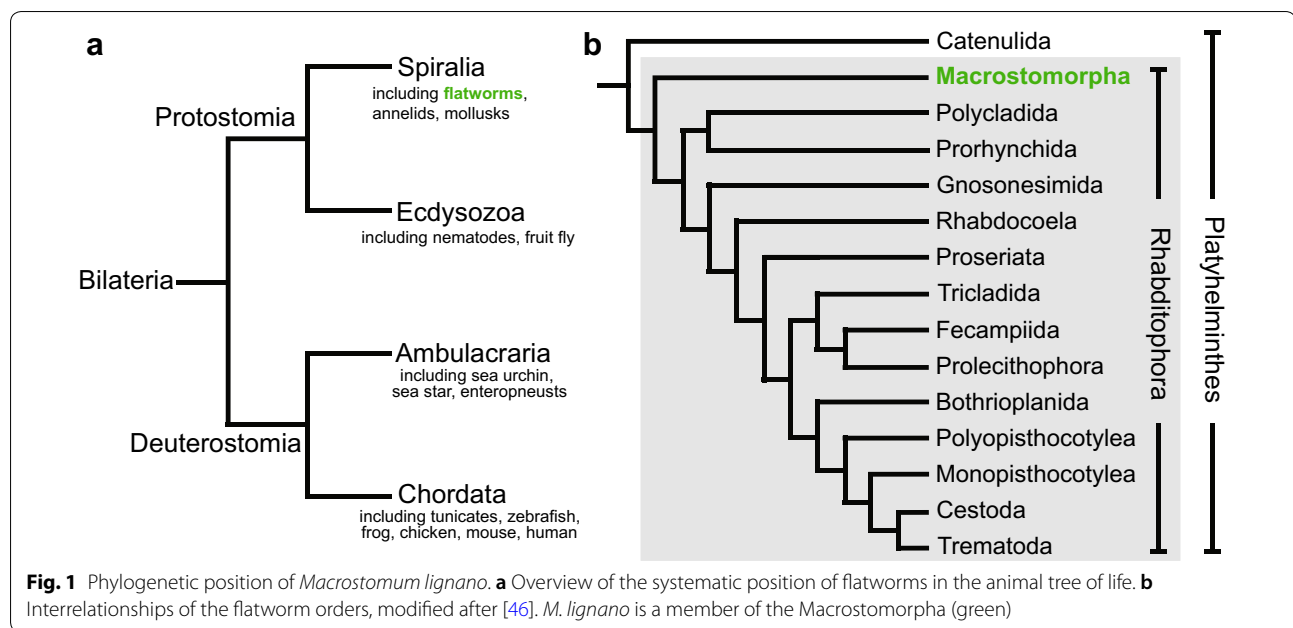 a
Spiralia
including flatworms,
annelids, mollusks
Protostomia
Ecdysozoa
including nematodes, fruit fly
Bilateria
Ambulacraria
including sea urchin,
sea star, enteropneusts
Deuterostomia
Chordata
including tunicates, zebrafish,
frog, chicken, mouse, human
b
Catenulida
Macrostomorpha
Polycladida
Prorhynchida
Gnosonesimida
Rhabdocoela
Proseriata
Tricladida
Fecampiida
Prolecithophora
Bothrioplanida
Polyopisthocotylea
Monopisthocotylea
Cestoda
Trematoda
Rhabditophora
Platyhelminthes
Fig. 1 Phylogenetic position of Macrostomum lignano. a Overview of the systematic position of flatworms in the animal tree of life. b
Interrelationships of the flatworm orders, modified after [46]. M. lignano is a member of the Macrostomorpha (green)